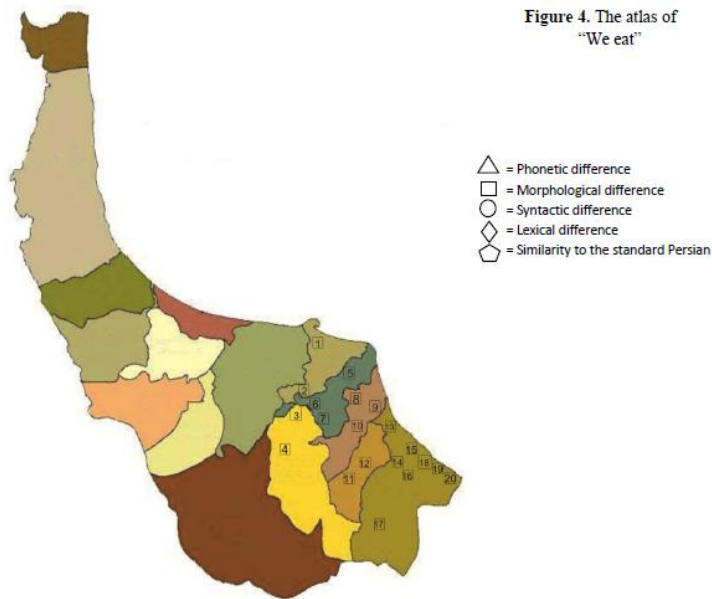 Figure 4. The atlas of
“We eat”
= Phonetic difference
= Morphological difference
= Syntactic difference
= Lexical difference
= Similarity to the standard Persian
1
2
3
4
5
6
7
8
9
10
11
12
13
14
15
16
17
18
19
20